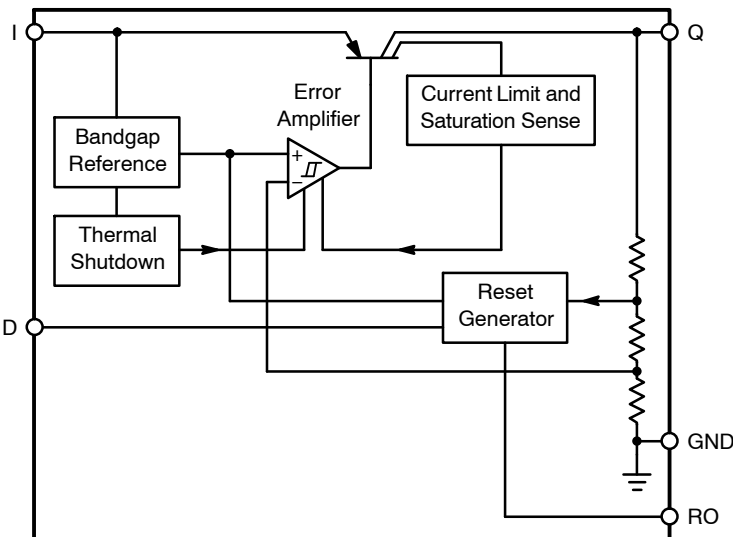 I
Q
Error
Amplifier
Current Limit and
Saturation Sense
Bandgap
Reference
+
−
Thermal
Shutdown
Reset
Generator
D
GND
RO